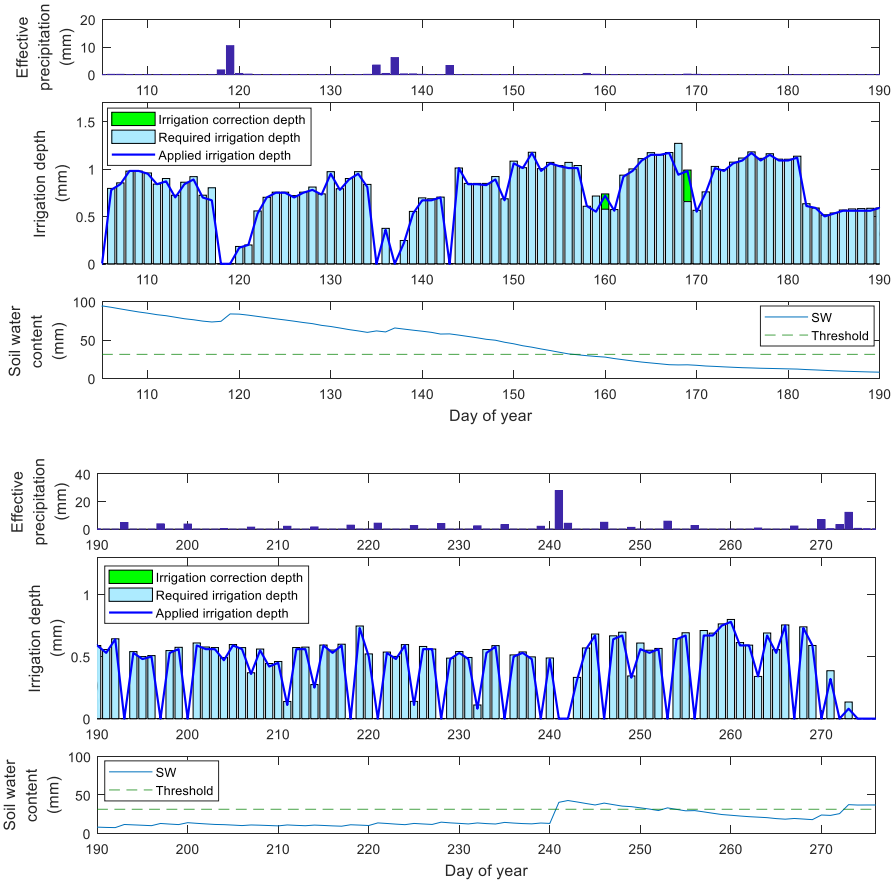 Effective
precipitation
(mm)
20
10
0
110 120 130 140 150 160 170 180 190
Irrigation depth
(mm)
1.5
1
0.5
0
Irrigation correction depth
Required irrigation depth
Applied irrigation depth
110 120 130 140 150 160 170 180 190
Soil water
content
(mm)
100
50
0
SW
Threshold
110 120 130 140 150 160 170 180 190
Day of year
Effective
precipitation
(mm)
40
20
0
190 200 210 220 230 240 250 260 270
Irrigation depth
(mm)
1
0.5
0
Irrigation correction depth
Required irrigation depth
Applied irrigation depth
190 200 210 220 230 240 250 260 270
Soil water
content
(mm)
100
50
0
SW
Threshold
190 200 210 220 230 240 250 260 270
Day of year